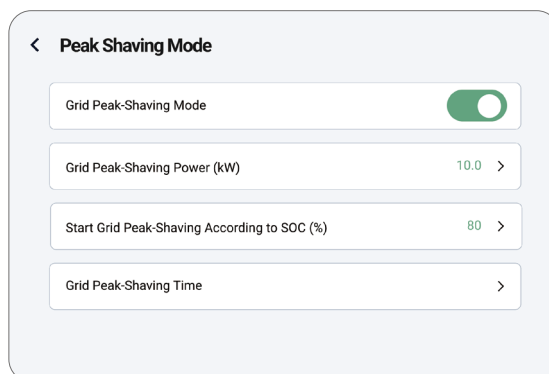 Peak Shaving Mode
Grid Peak-Shaving Mode
Grid Peak-Shaving Power (kW) 10.0
Start Grid Peak-Shaving According to SOC (%) 80
Grid Peak-Shaving Time